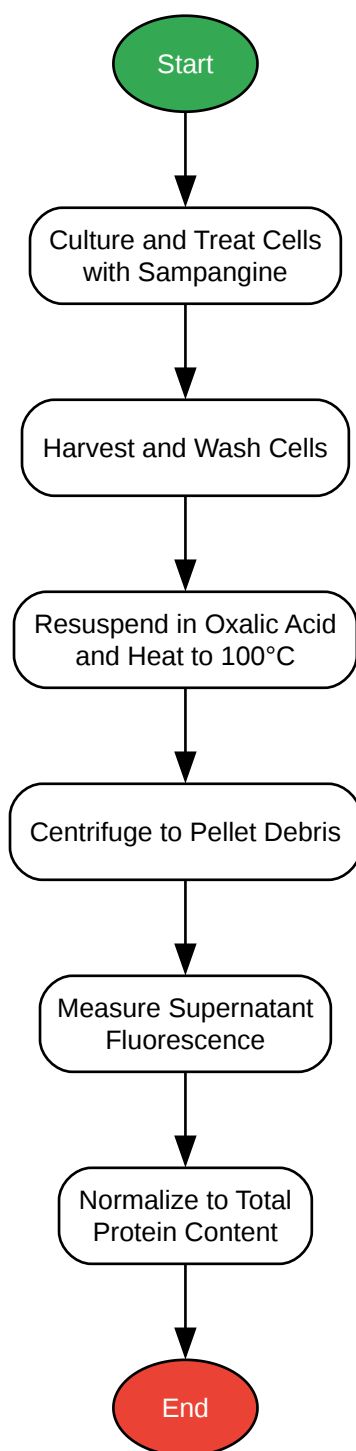 Start
Culture and Treat Cells
with Sampangine
Harvest and Wash Cells
Resuspend in Oxalic Acid
and Heat to 100°C
Centrifuge to Pellet Debris
Measure Supernatant
Fluorescence
Normalize to Total
Protein Content
End